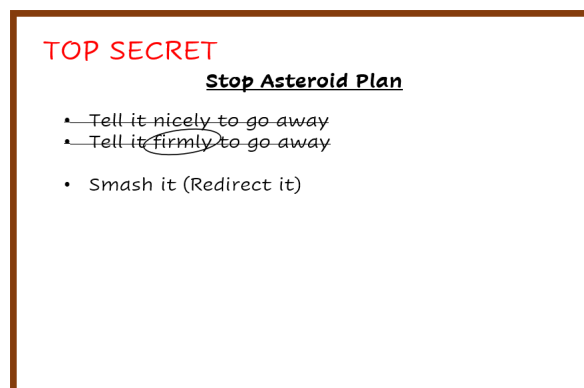 TOP SECRET
Stop Asteroid Plan
• Tell it nicely to go away
• Tell it firmly to go away
• Smash it (Redirect it)